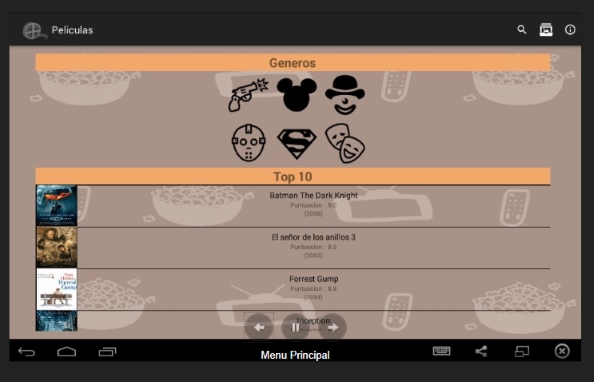 Peliculas
Generos
Top 10
Batman The Dark Knight
Puntuacion : 9.0
(2008)
El señor de los anillos 3
Puntuacion : 8.9
(2003)
Forrest Gump
Puntuacion : 8.8
(1994)
Inception
Menu Principal